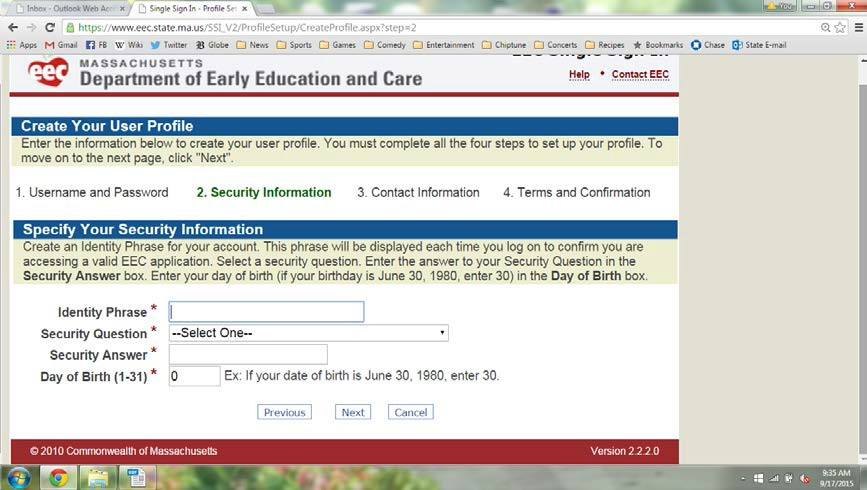 Inbox - Outlook Web Acc
Single Sign In - Profile Set
You
https://www.eec.state.ma.us/SSI_V2/ProfileSetup/CreateProfile.aspx?step=2
Apps Gmail FB Wiki Twitter Globe News Sports Games Comedy Entertainment Chiptune Concerts Recipes Bookmarks Chase State E-mail
eec
MASSACHUSETTS
Department of Early Education and Care
Help • Contact EEC
Create Your User Profile
Enter the information below to create your user profile. You must complete all the four steps to set up your profile. To
move on to the next page, click "Next".
1. Username and Password 2. Security Information 3. Contact Information 4. Terms and Confirmation
Specify Your Security Information
Create an Identity Phrase for your account. This phrase will be displayed each time you log on to confirm you are
accessing a valid EEC application. Select a security question. Enter the answer to your Security Question in the
Security Answer box. Enter your day of birth (if your birthday is June 30, 1980, enter 30) in the Day of Birth box.
Identity Phrase *
Security Question * --Select One--
Security Answer *
Day of Birth (1-31) * 0 Ex: If your date of birth is June 30, 1980, enter 30.
Previous Next Cancel
© 2010 Commonwealth of Massachusetts Version 2.2.2.0
9:35 AM
9/17/2015